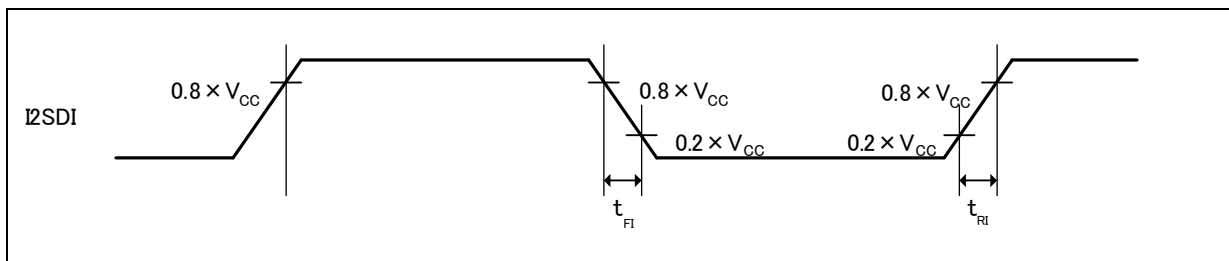 0.8 × VCC
0.8 × VCC
0.8 × VCC
I2SDI
0.2 × VCC
0.2 × VCC
tFI
tRI